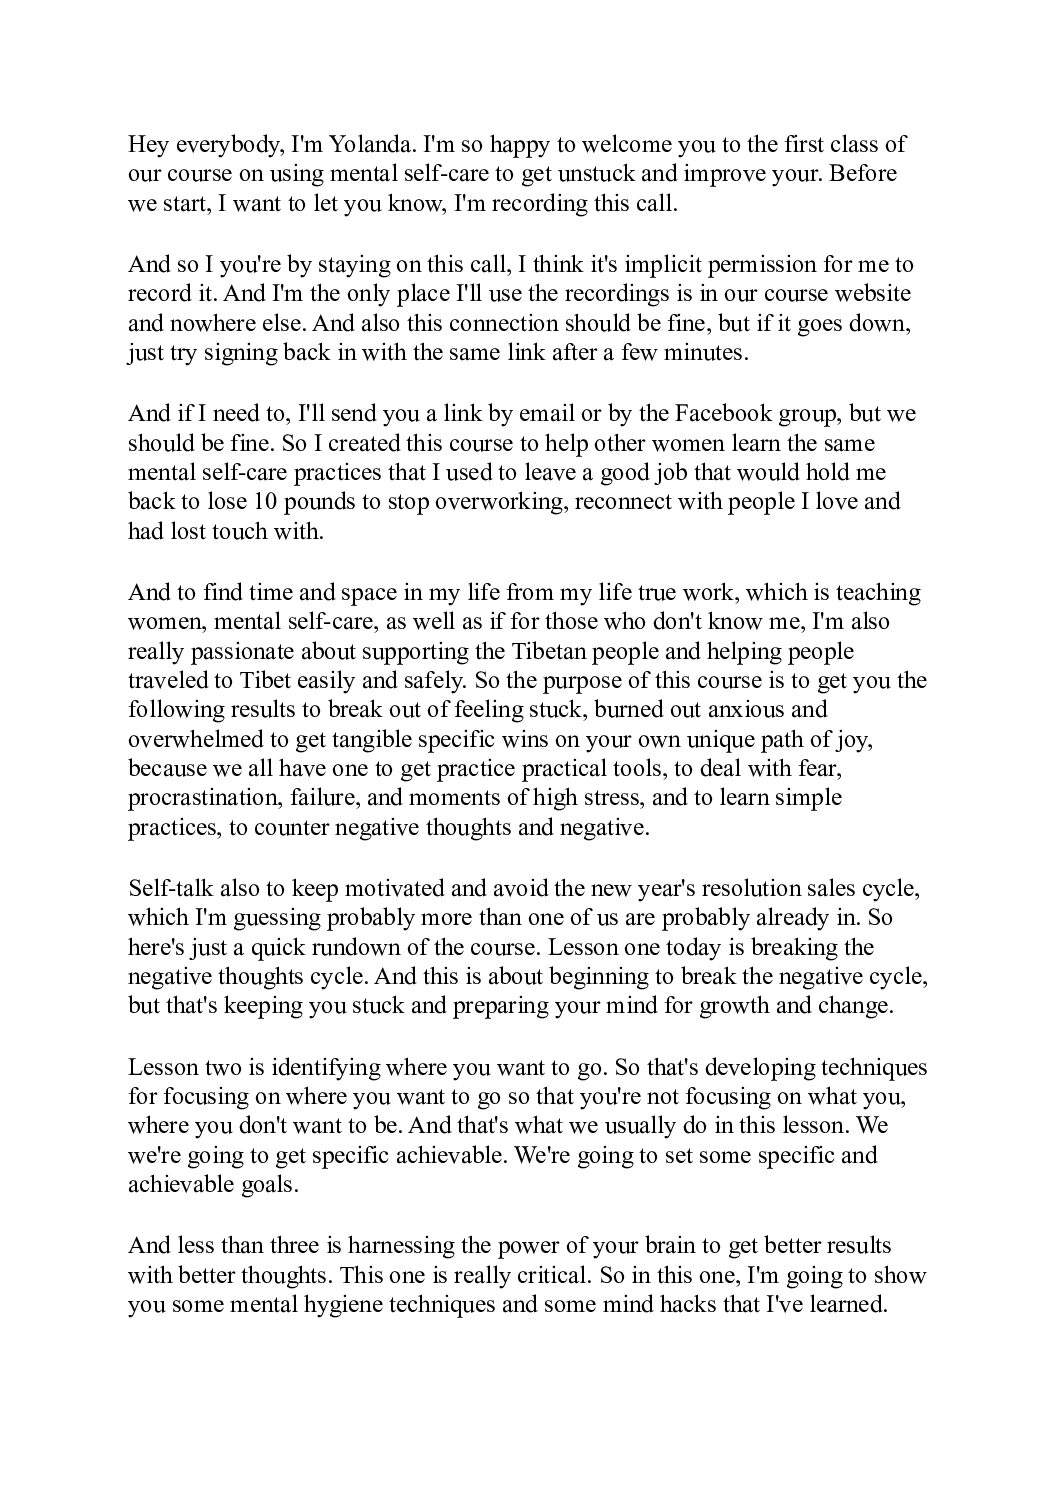 Hey everybody, I'm Yolanda. I'm so happy to welcome you to the first class of
our course on using mental self-care to get unstuck and improve your. Before
we start, I want to let you know, I'm recording this call.
And so I you're by staying on this call, I think it's implicit permission for me to
record it. And I'm the only place I'll use the recordings is in our course website
and nowhere else. And also this connection should be fine, but if it goes down,
just try signing back in with the same link after a few minutes.
And if I need to, I'll send you a link by email or by the Facebook group, but we
should be fine. So I created this course to help other women learn the same
mental self-care practices that I used to leave a good job that would hold me
back to lose 10 pounds to stop overworking, reconnect with people I love and
had lost touch with.
And to find time and space in my life from my life true work, which is teaching
women, mental self-care, as well as if for those who don't know me, I'm also
really passionate about supporting the Tibetan people and helping people
traveled to Tibet easily and safely. So the purpose of this course is to get you the
following results to break out of feeling stuck, burned out anxious and
overwhelmed to get tangible specific wins on your own unique path of joy,
because we all have one to get practice practical tools, to deal with fear,
procrastination, failure, and moments of high stress, and to learn simple
practices, to counter negative thoughts and negative.
Self-talk also to keep motivated and avoid the new year's resolution sales cycle,
which I'm guessing probably more than one of us are probably already in. So
here's just a quick rundown of the course. Lesson one today is breaking the
negative thoughts cycle. And this is about beginning to break the negative cycle,
but that's keeping you stuck and preparing your mind for growth and change.
Lesson two is identifying where you want to go. So that's developing techniques
for focusing on where you want to go so that you're not focusing on what you,
where you don't want to be. And that's what we usually do in this lesson. We
we're going to get specific achievable. We're going to set some specific and
achievable goals.
And less than three is harnessing the power of your brain to get better results
with better thoughts. This one is really critical. So in this one, I'm going to show
you some mental hygiene techniques and some mind hacks that I've learned.